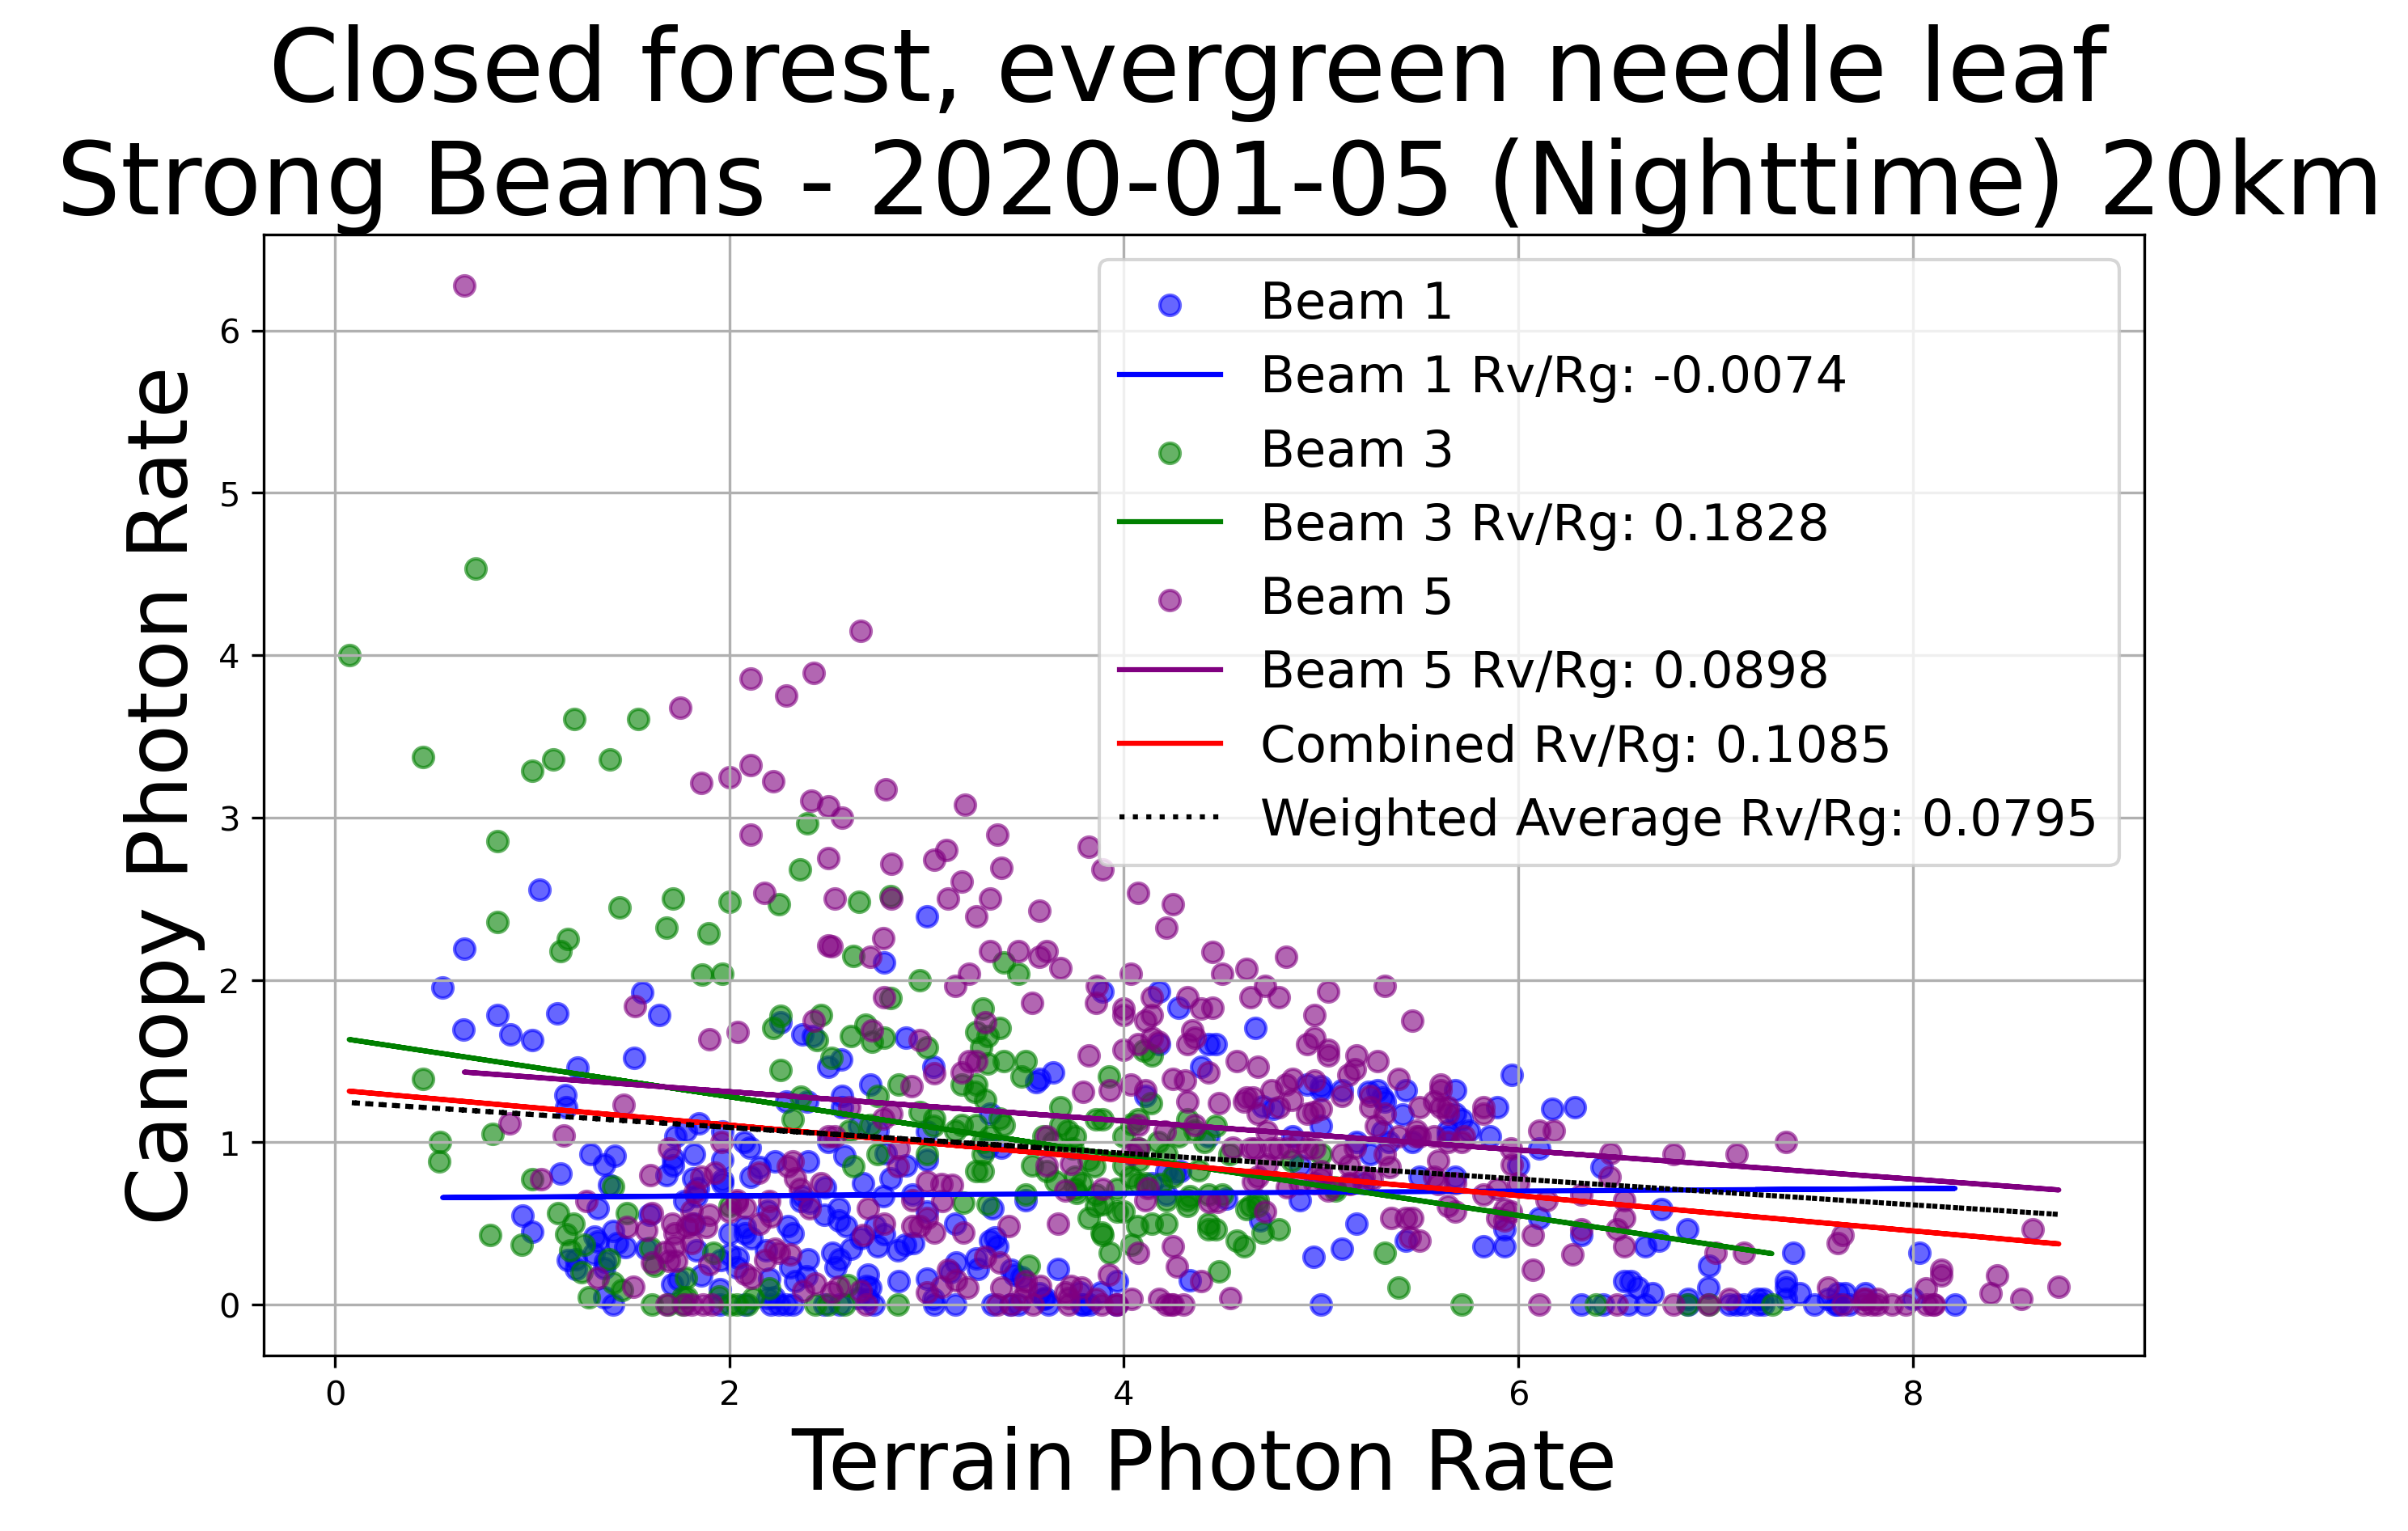 Closed forest, evergreen needle leaf
Strong Beams - 2020-01-05 (Nighttime) 20km
Canopy Photon Rate
6
5
4
3
2
1
0
Beam 1
Beam 1 Rv/Rg: -0.0074
Beam 3
Beam 3 Rv/Rg: 0.1828
Beam 5
Beam 5 Rv/Rg: 0.0898
Combined Rv/Rg: 0.1085
Weighted Average Rv/Rg: 0.0795
0 2 4 6 8
Terrain Photon Rate